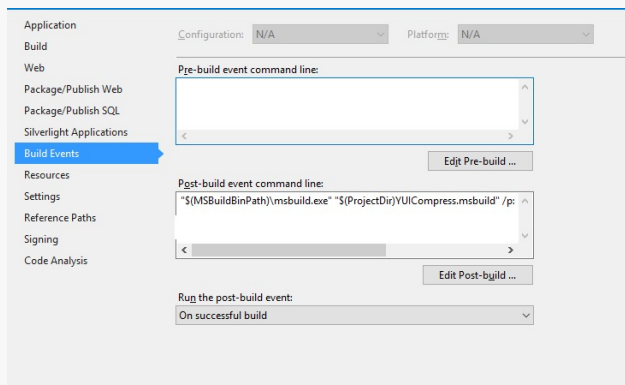 Application
Build
Web
Package/Publish Web
Package/Publish SQL
Silverlight Applications
Build Events
Resources
Settings
Reference Paths
Signing
Code Analysis
Configuration: N/A Platform: N/A
Pre-build event command line:
Edit Pre-build ...
Post-build event command line:
"$(MSBuildBinPath)\msbuild.exe" "$(ProjectDir)YUICompress.msbuild" /p:
Edit Post-build ...
Run the post-build event:
On successful build